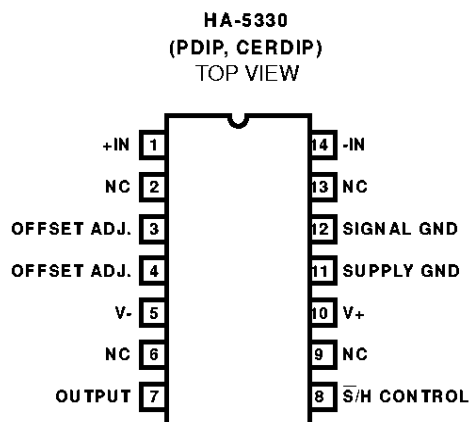 HA-5330
(PDIP, CERDIP)
TOP VIEW
+IN 1 14 -IN
NC 2 13 NC
OFFSET ADJ. 3 12 SIGNAL GND
OFFSET ADJ. 4 11 SUPPLY GND
V- 5 10 V+
NC 6 9 NC
OUTPUT 7 8 S̅/H CONTROL